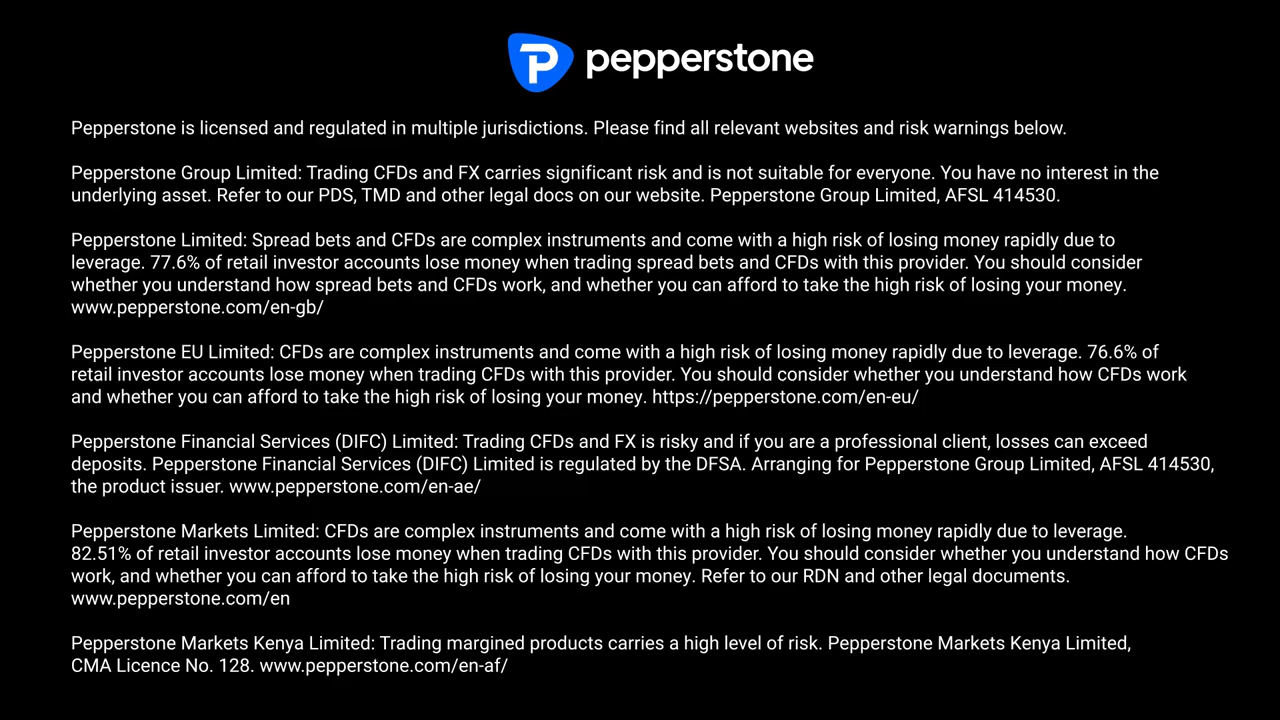 pepperstone
Pepperstone is licensed and regulated in multiple jurisdictions. Please find all relevant websites and risk warnings below.
Pepperstone Group Limited: Trading CFDs and FX carries significant risk and is not suitable for everyone. You have no interest in the
underlying asset. Refer to our PDS, TMD and other legal docs on our website. Pepperstone Group Limited, AFSL 414530.
Pepperstone Limited: Spread bets and CFDs are complex instruments and come with a high risk of losing money rapidly due to
leverage. 77.6% of retail investor accounts lose money when trading spread bets and CFDs with this provider. You should consider
whether you understand how spread bets and CFDs work, and whether you can afford to take the high risk of losing your money.
www.pepperstone.com/en-gb/
Pepperstone EU Limited: CFDs are complex instruments and come with a high risk of losing money rapidly due to leverage. 76.6% of
retail investor accounts lose money when trading CFDs with this provider. You should consider whether you understand how CFDs work
and whether you can afford to take the high risk of losing your money. https://pepperstone.com/en-eu/
Pepperstone Financial Services (DIFC) Limited: Trading CFDs and FX is risky and if you are a professional client, losses can exceed
deposits. Pepperstone Financial Services (DIFC) Limited is regulated by the DFSA. Arranging for Pepperstone Group Limited, AFSL 414530,
the product issuer. www.pepperstone.com/en-ae/
Pepperstone Markets Limited: CFDs are complex instruments and come with a high risk of losing money rapidly due to leverage.
82.51% of retail investor accounts lose money when trading CFDs with this provider. You should consider whether you understand how CFDs
work, and whether you can afford to take the high risk of losing your money. Refer to our RDN and other legal documents.
www.pepperstone.com/en
Pepperstone Markets Kenya Limited: Trading margined products carries a high level of risk. Pepperstone Markets Kenya Limited,
CMA Licence No. 128. www.pepperstone.com/en-af/